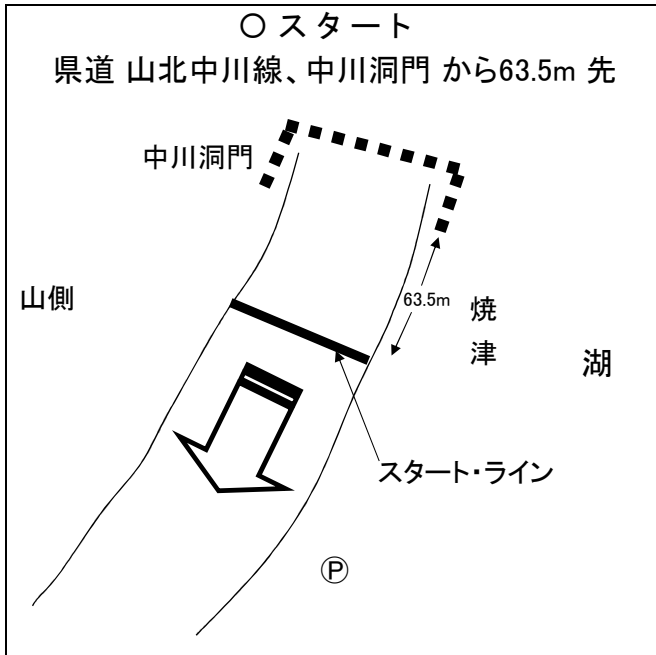 ○ スタート
県道 山北中川線、中川洞門 から63.5m 先
中川洞門
山側
63.5m
焼津
湖
スタート・ライン
Ⓟ